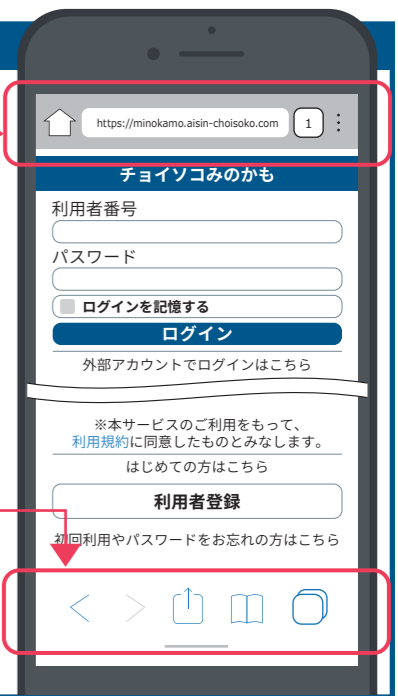 https://minokamo.aisin-choisoko.com
1
チョイソコみのかも
利用者番号
パスワード
ログインを記憶する
ログイン
外部アカウントでログインはこちら
※本サービスのご利用をもって、
利用規約に同意したものとみなします。
はじめての方はこちら
利用者登録
初回利用やパスワードをお忘れの方はこちら